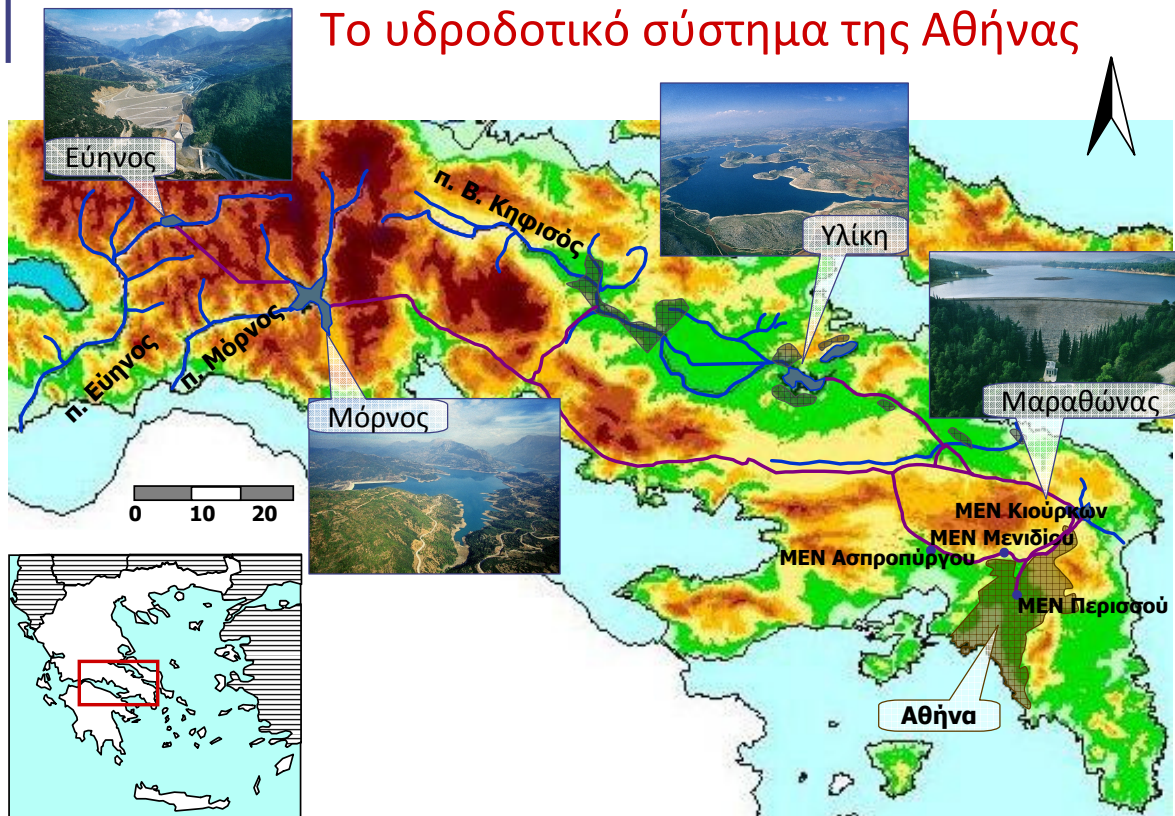 Το υδροδοτικό σύστημα της Αθήνας
Εύηνος
π. Β. Κηφισός
Υλίκη
Μαραθώνας
π. Εύηνος
π. Μόρνος
Μόρνος
0 10 20
ΜΕΝ Κιούρκων
ΜΕΝ Μενιδίου
ΜΕΝ Ασπροπύργου
ΜΕΝ Περισσού
Αθήνα